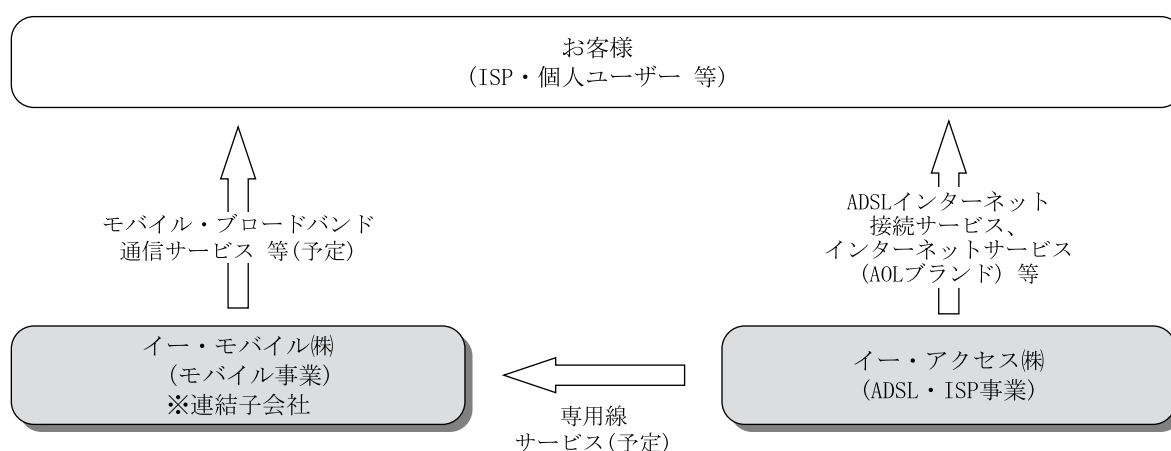 お客様
(ISP・個人ユーザー 等)
モバイル・ブロードバンド
通信サービス 等(予定)
ADSLインターネット
接続サービス、
インターネットサービス
(AOLブランド) 等
イー・モバイル㈱
(モバイル事業)
※連結子会社
専用線
サービス(予定)
イー・アクセス㈱
(ADSL・ISP事業)